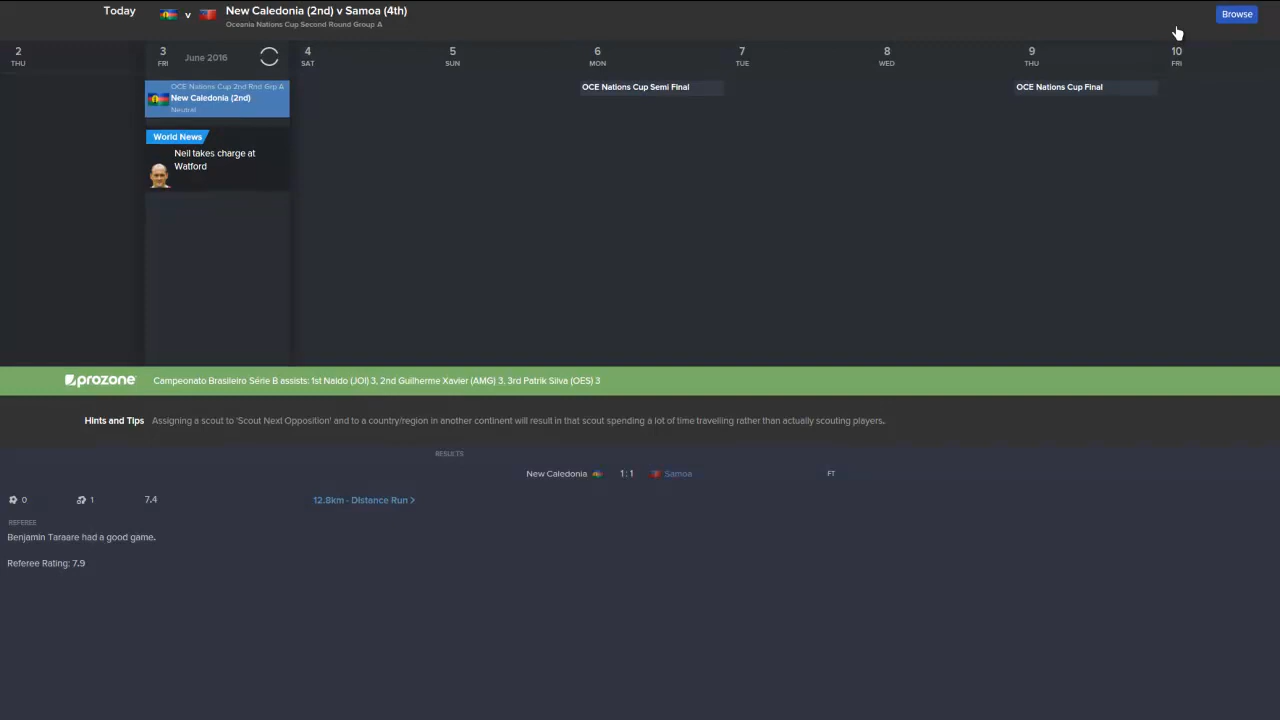 Today
v
New Caledonia (2nd) v Samoa (4th)
Oceania Nations Cup Second Round Group A
Browse
2
THU
3
FRI
June 2016
4
SAT
5
SUN
6
MON
7
TUE
8
WED
9
THU
10
FRI
OCE Nations Cup 2nd Rnd Grp A
New Caledonia (2nd)
Neutral
OCE Nations Cup Semi Final
OCE Nations Cup Final
World News
Neil takes charge at
Watford
prozone
Campeonato Brasileiro Série B assists: 1st Naldo (JOI) 3, 2nd Guilherme Xavier (AMG) 3, 3rd Patrik Silva (OES) 3
Hints and Tips
Assigning a scout to 'Scout Next Opposition' and to a country/region in another continent will result in that scout spending a lot of time travelling rather than actually scouting players.
RESULTS
New Caledonia 1:1 Samoa FT
0 1 7.4 12.8km - Distance Run >
REFEREE
Benjamin Taraare had a good game.
Referee Rating: 7.9